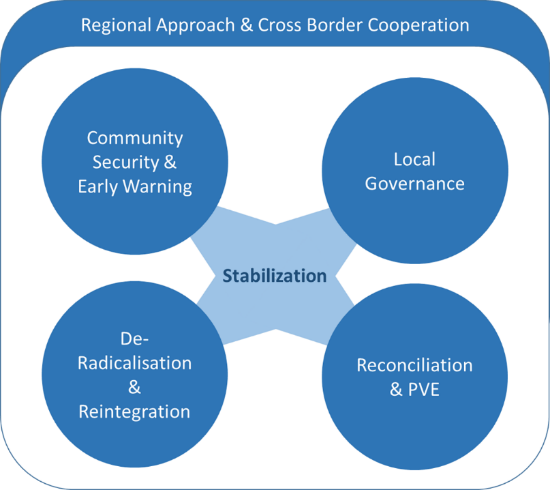 Regional Approach & Cross Border Cooperation
Community
Security &
Early Warning
Local
Governance
Stabilization
De-
Radicalisation
&
Reintegration
Reconciliation
& PVE